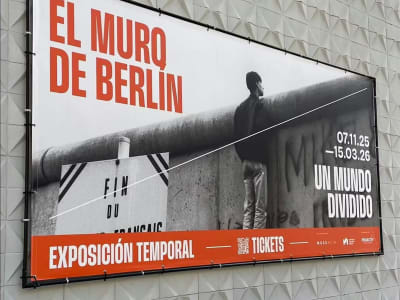 EL MURO
DE BERLÍN
FIN
DU
FRANÇAIS
07.11.25
—15.03.26
UN MUNDO
DIVIDIDO
EXPOSICIÓN TEMPORAL
TICKETS